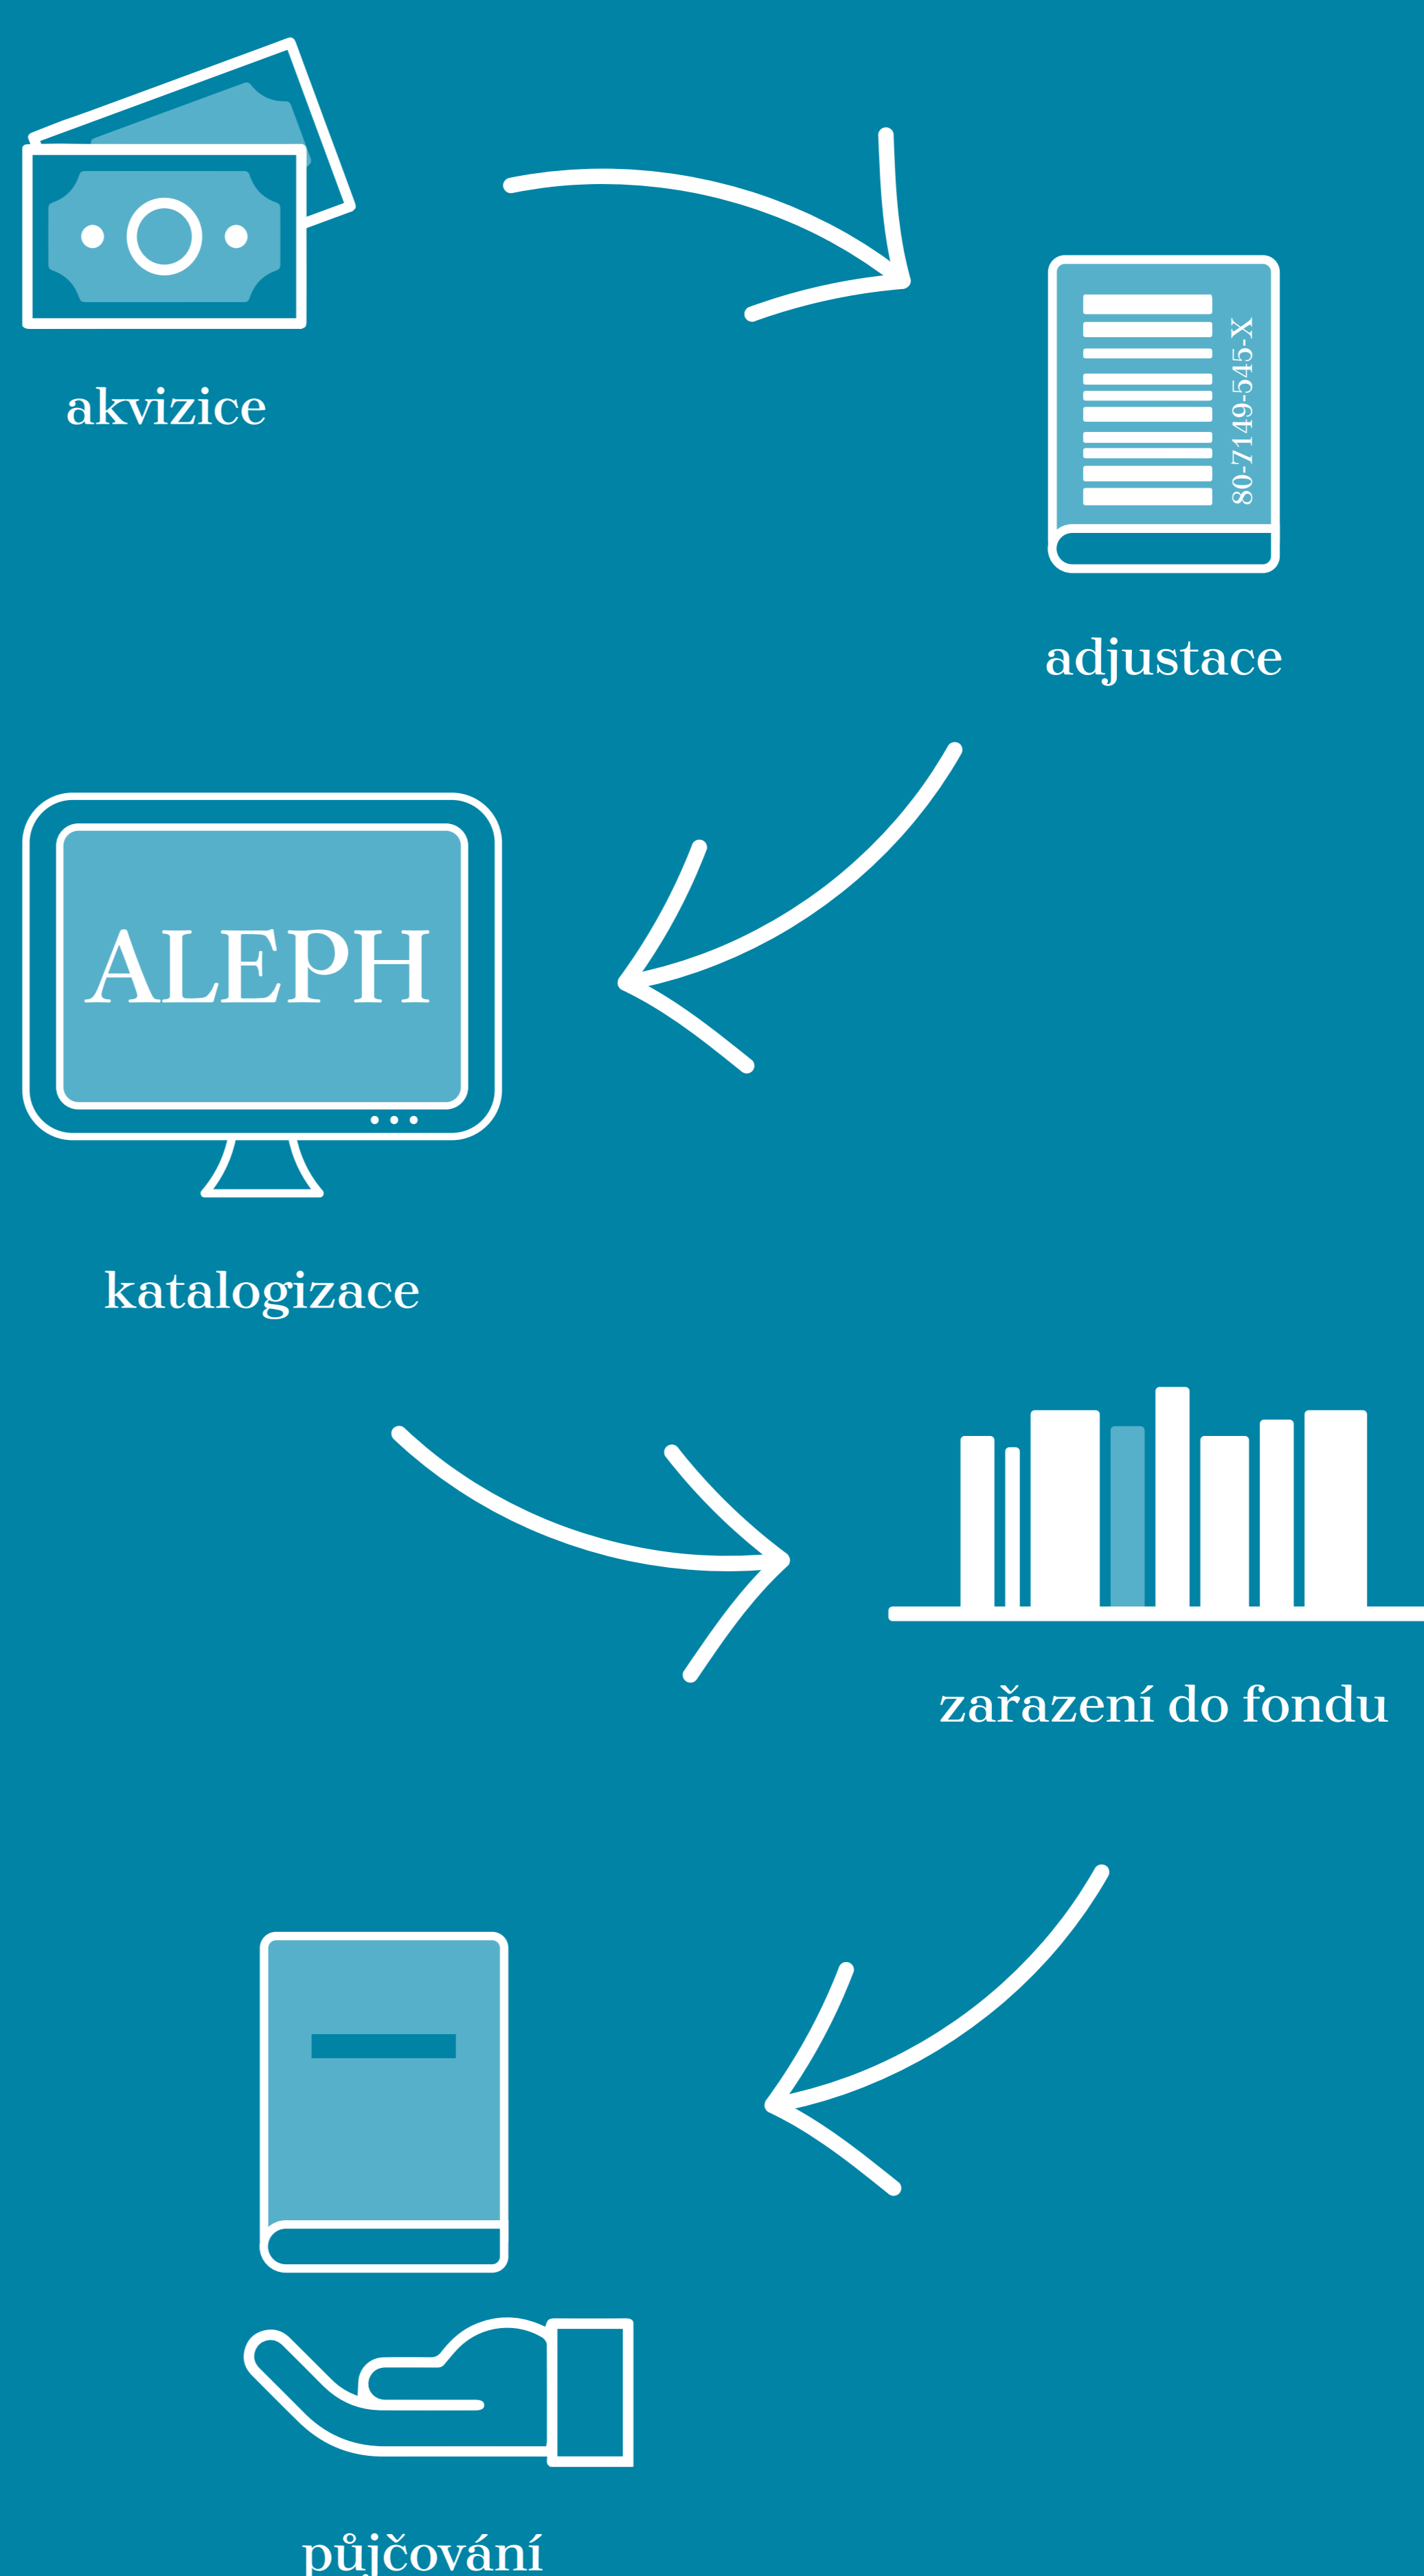 akvizice
80-7149-545-X
adjustace
ALEPH
katalogizace
zařazení do fondu
půjčování